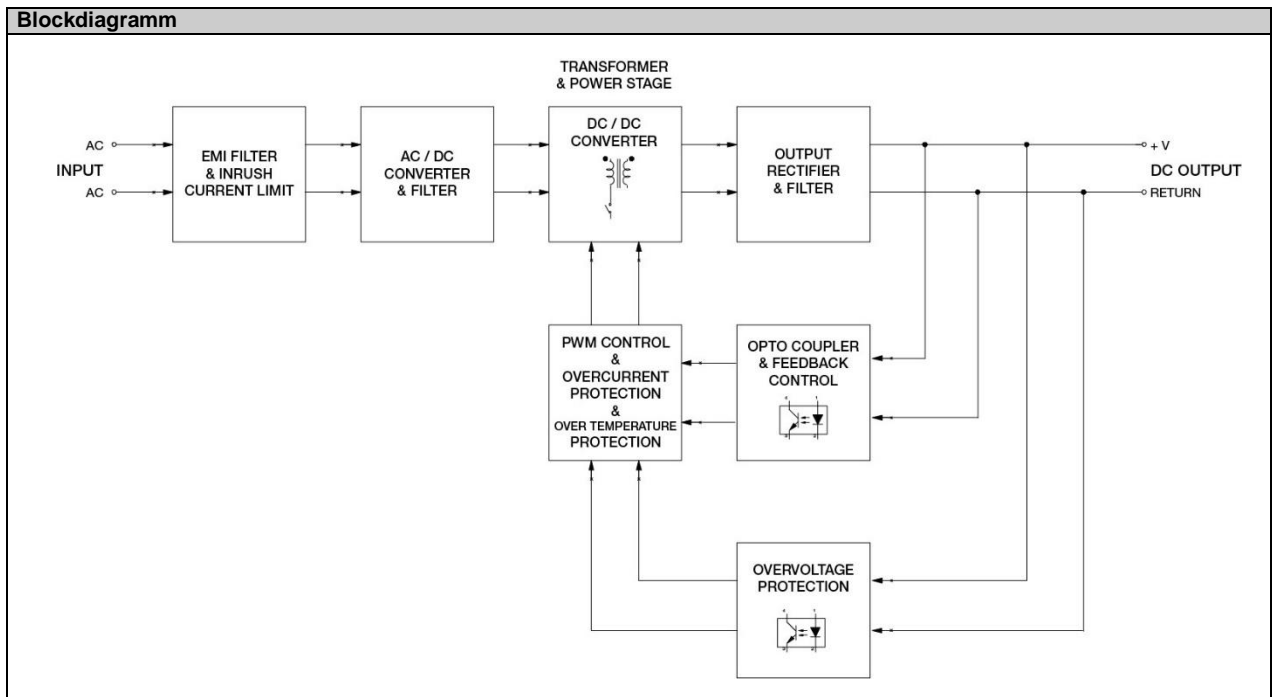 Blockdiagramm
TRANSFORMER
& POWER STAGE
AC
INPUT
AC
EMI FILTER
& INRUSH
CURRENT LIMIT
AC / DC
CONVERTER
& FILTER
DC / DC
CONVERTER
OUTPUT
RECTIFIER
& FILTER
+ V
DC OUTPUT
RETURN
PWM CONTROL
&
OVERCURRENT
PROTECTION
&
OVER TEMPERATURE
PROTECTION
OPTO COUPLER
& FEEDBACK
CONTROL
OVERVOLTAGE
PROTECTION